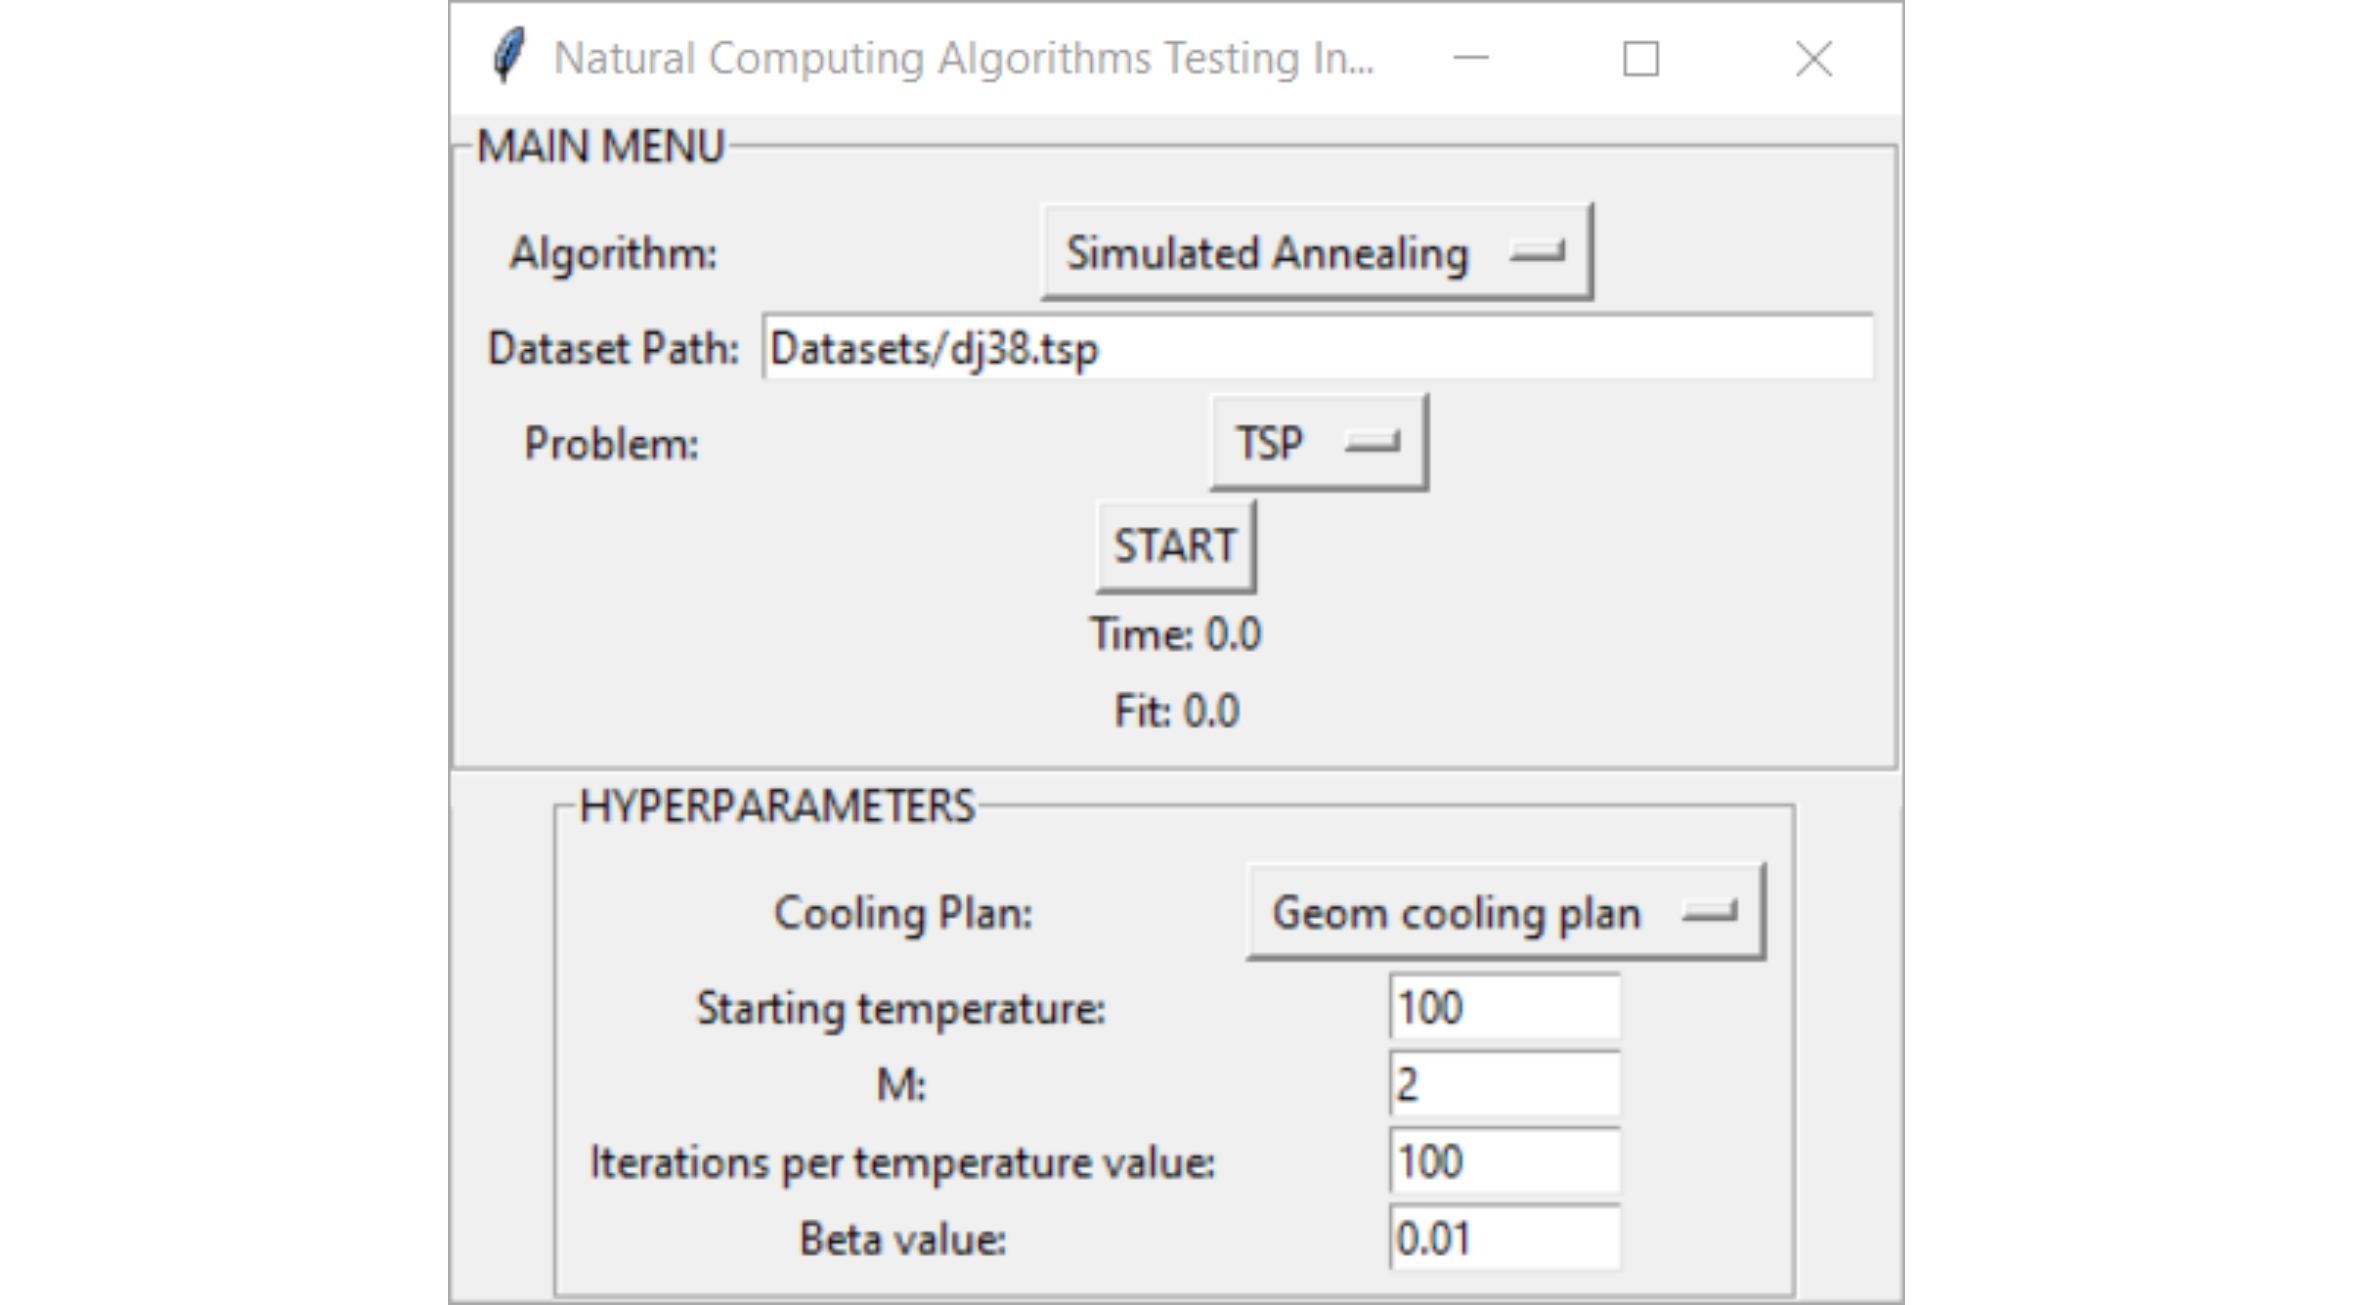 Natural Computing Algorithms Testing In...
MAIN MENU
Algorithm: Simulated Annealing
Dataset Path: Datasets/dj38.tsp
Problem: TSP
START
Time: 0.0
Fit: 0.0
HYPERPARAMETERS
Cooling Plan: Geom cooling plan
Starting temperature: 100
M: 2
Iterations per temperature value: 100
Beta value: 0.01